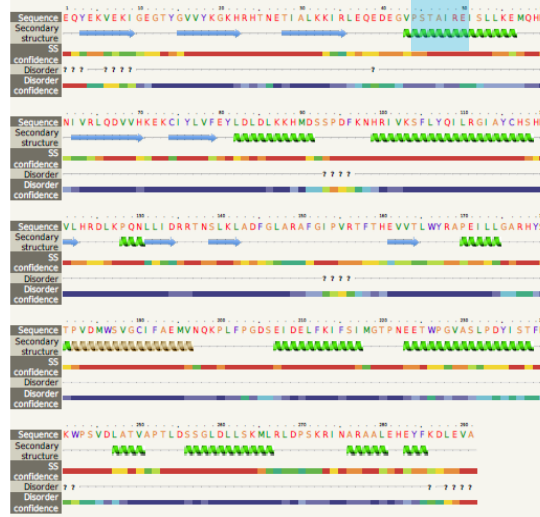 Sequence EQYEKVEKIGEGTYGVVYKGKHRHTNETIALKKIRLEQEDEGVPSTAIREISLLKEMQH
Secondary
structure
SS
confidence
Disorder ? ? ? ? ? ? ? ?
Disorder
confidence
Sequence NIVRLQDVVHKEKCIYLVFEYLDLDLKKHMDSSPDFKNHRIVKSFLYQILRGIAYCHSH
Secondary
structure
SS
confidence
Disorder ? ? ? ?
Disorder
confidence
Sequence VLHRDLKPQNLLIDRRTNSLKLADFGLARAFGIPVRTFTHEVVTLWYRAPEILLGARHYS
Secondary
structure
SS
confidence
Disorder ? ? ? ?
Disorder
confidence
Sequence TPVDMWSVGCIFAEMVNQKPLFPGDSEIDELFKIFSIMGTPNEETWPGVASLPDYISTF
Secondary
structure
SS
confidence
Disorder
Disorder
confidence
Sequence KWPSVDLATVAPTLDSSGLDLLSKMLRLDPSKRINARAALEHEYFKDLEVA
Secondary
structure
SS
confidence
Disorder ? ? ? ? ? ? ?
Disorder
confidence